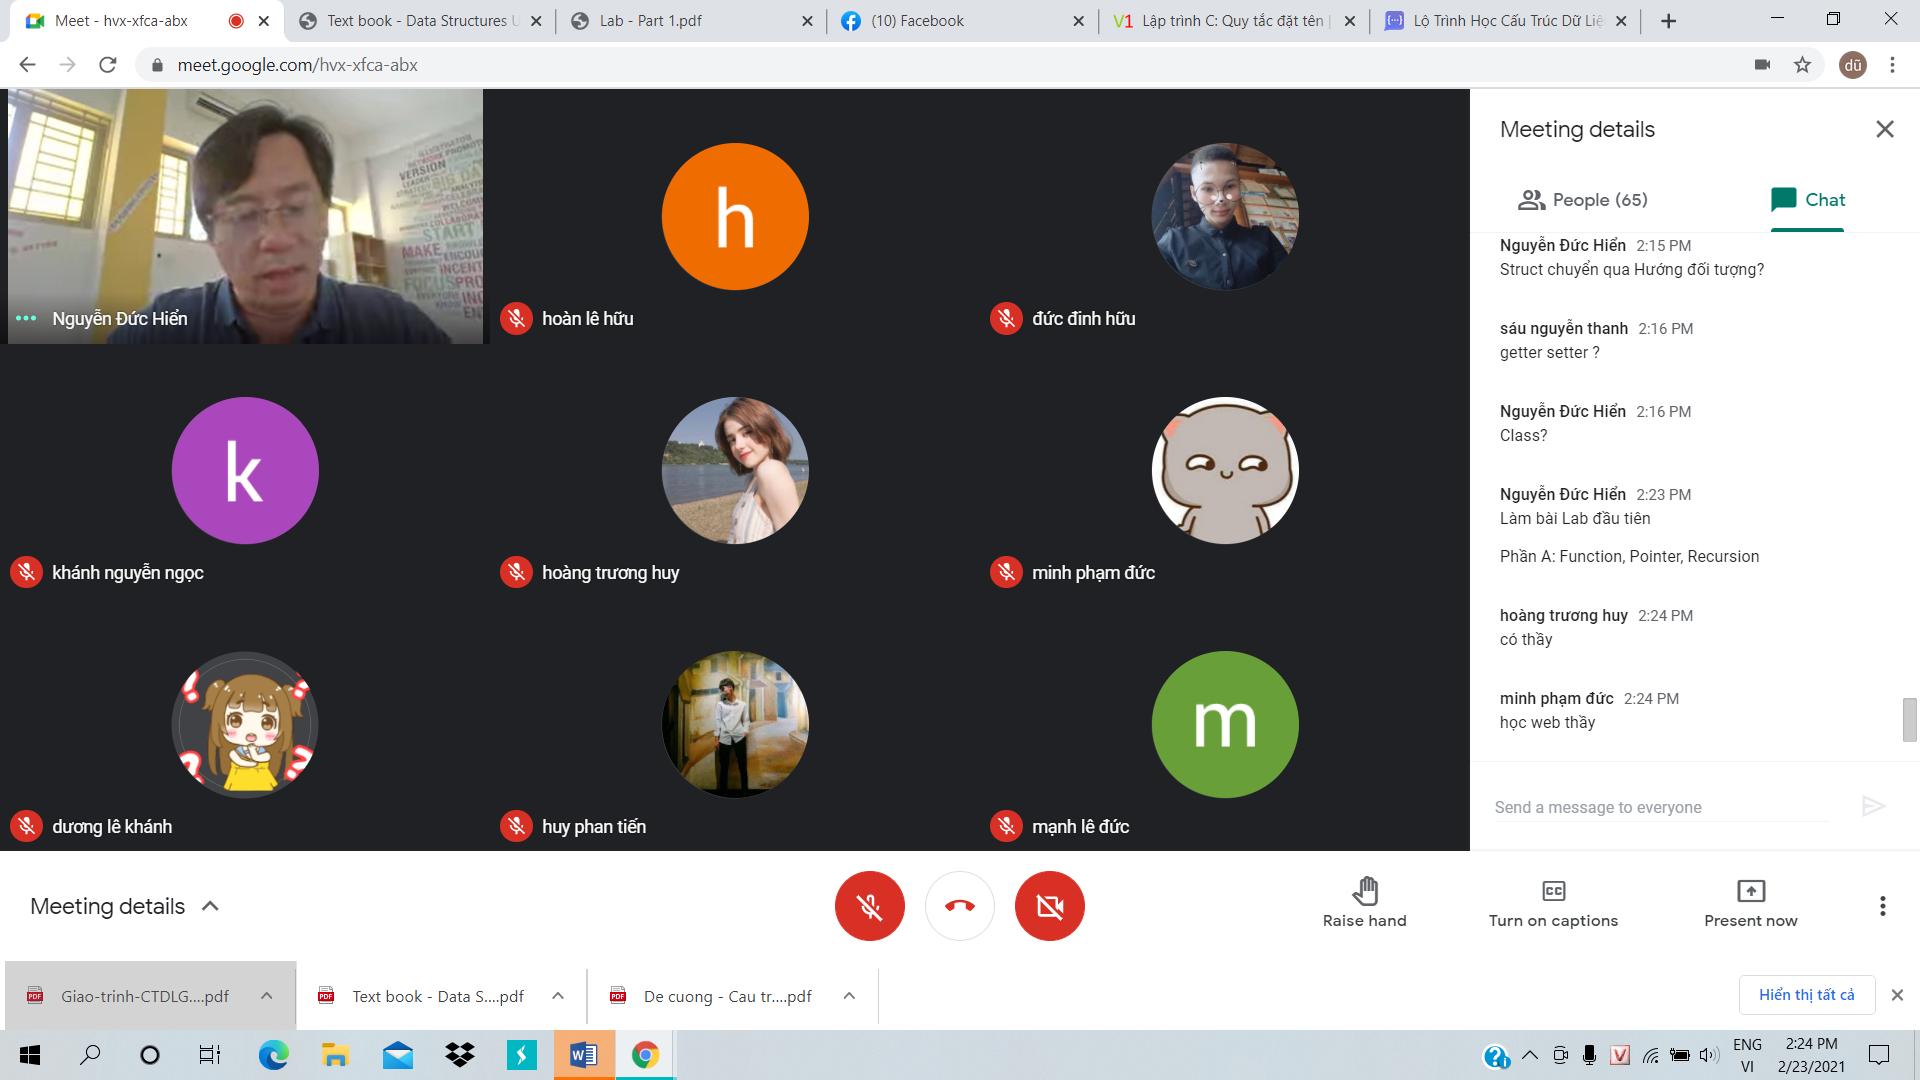 Meet - hvx-xfca-abx
Text book - Data Structures U
Lab - Part 1.pdf
(10) Facebook
V1 Lập trình C: Quy tắc đặt tên |
Lộ Trình Học Cấu Trúc Dữ Liệ
meet.google.com/hvx-xfca-abx
dũ
VERSION
MAKE
START
FOCUS
INCENT
Nguyễn Đức Hiển
h
hoàn lê hữu
đức đinh hữu
k
khánh nguyễn ngọc
hoàng trương huy
minh phạm đức
dương lê khánh
huy phan tiến
m
mạnh lê đức
Meeting details
People (65)
Chat
Nguyễn Đức Hiển 2:15 PM
Struct chuyển qua Hướng đối tượng?
sáu nguyễn thanh 2:16 PM
getter setter ?
Nguyễn Đức Hiển 2:16 PM
Class?
Nguyễn Đức Hiển 2:23 PM
Làm bài Lab đầu tiên
Phần A: Function, Pointer, Recursion
hoàng trương huy 2:24 PM
có thầy
minh phạm đức 2:24 PM
học web thầy
Send a message to everyone
Meeting details
Raise hand
Turn on captions
Present now
Giao-trinh-CTDLG....pdf
Text book - Data S....pdf
De cuong - Cau tr....pdf
Hiển thị tất cả
ENG
VI
2:24 PM
2/23/2021